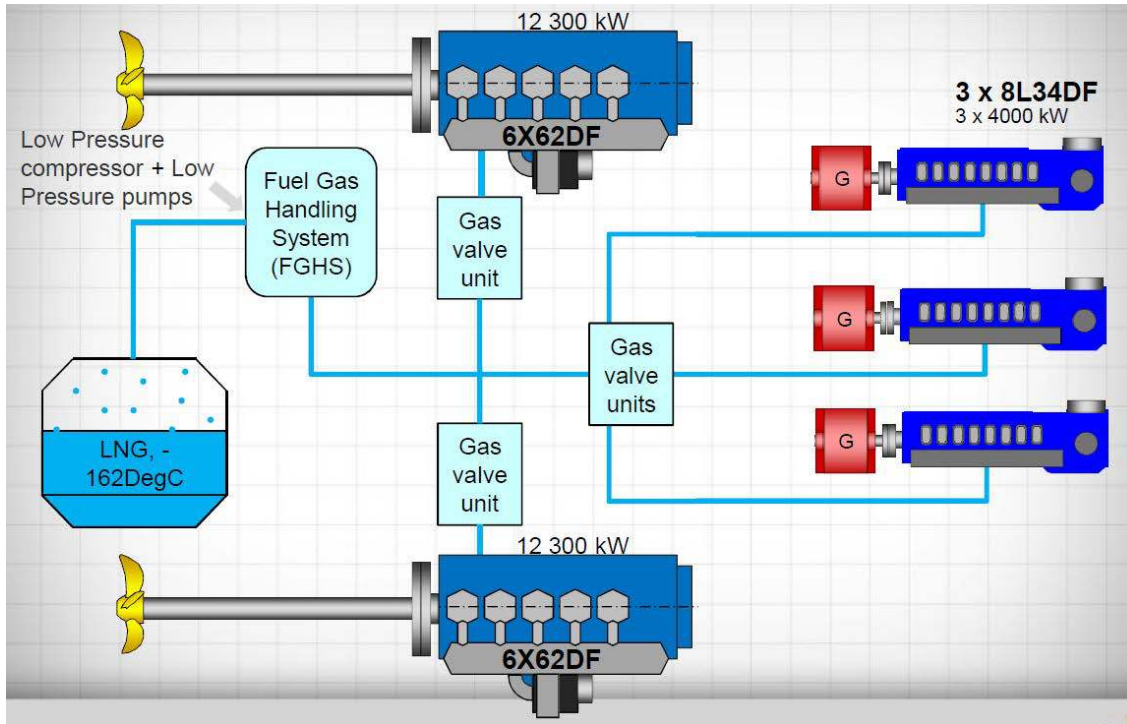 12 300 kW
6X62DF
3 x 8L34DF
3 x 4000 kW
Low Pressure
compressor + Low
Pressure pumps
Fuel Gas
Handling
System
(FGHS)
Gas
valve
unit
G
G
G
Gas
valve
units
LNG, -
162DegC
Gas
valve
unit
12 300 kW
6X62DF